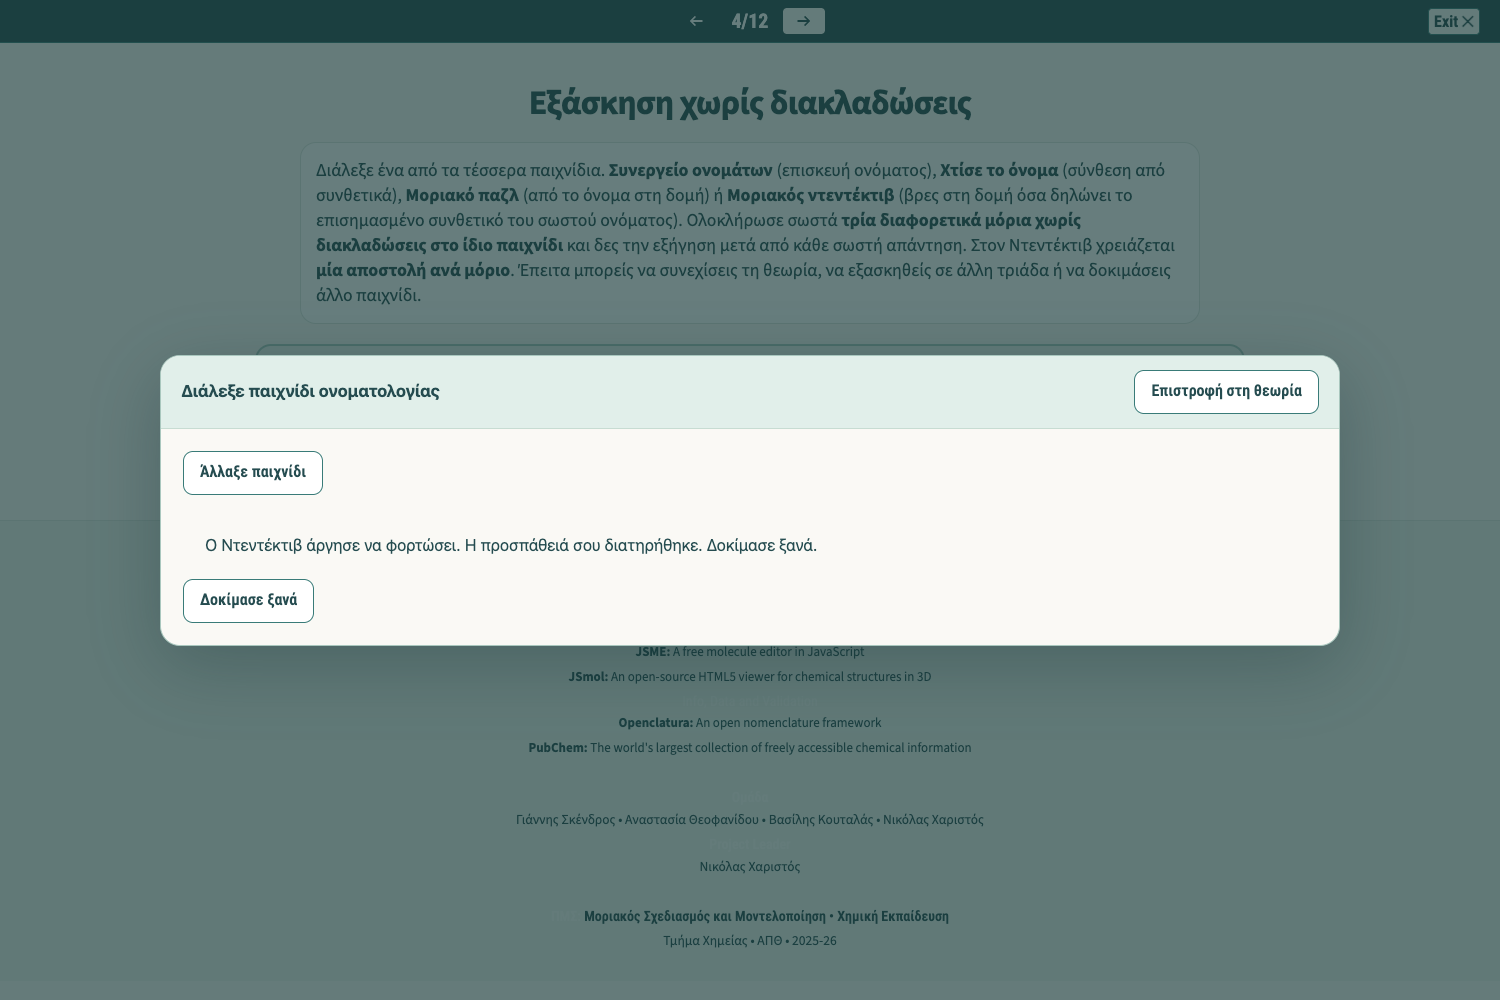 4/12
Exit
Εξάσκηση χωρίς διακλαδώσεις
Διάλεξε ένα από τα τέσσερα παιχνίδια. Συνεργείο ονομάτων (επισκευή ονόματος), Χτίσε το όνομα (σύνθεση από
συνθετικά), Μοριακό παζλ (από το όνομα στη δομή) ή Μοριακός ντεντέκτιβ (βρες στη δομή όσα δηλώνει το
επισημασμένο συνθετικό του σωστού ονόματος). Ολοκλήρωσε σωστά τρία διαφορετικά μόρια χωρίς
διακλαδώσεις στο ίδιο παιχνίδι και δες την εξήγηση μετά από κάθε σωστή απάντηση. Στον Ντεντέκτιβ χρειάζεται
μία αποστολή ανά μόριο. Έπειτα μπορείς να συνεχίσεις τη θεωρία, να εξασκηθείς σε άλλη τριάδα ή να δοκιμάσεις
άλλο παιχνίδι.
Διάλεξε παιχνίδι ονοματολογίας
Επιστροφή στη θεωρία
Άλλαξε παιχνίδι
Ο Ντεντέκτιβ άργησε να φορτώσει. Η προσπάθειά σου διατηρήθηκε. Δοκίμασε ξανά.
Δοκίμασε ξανά
JSME: A free molecule editor in JavaScript
JSmol: An open-source HTML5 viewer for chemical structures in 3D
Openclatura: An open nomenclature framework
PubChem: The world's largest collection of freely accessible chemical information
Γιάννης Σκένδρος • Αναστασία Θεοφανίδου • Βασίλης Κουταλάς • Νικόλας Χαριστός
Νικόλας Χαριστός
Μοριακός Σχεδιασμός και Μοντελοποίηση • Χημική Εκπαίδευση
Τμήμα Χημείας • ΑΠΘ • 2025-26